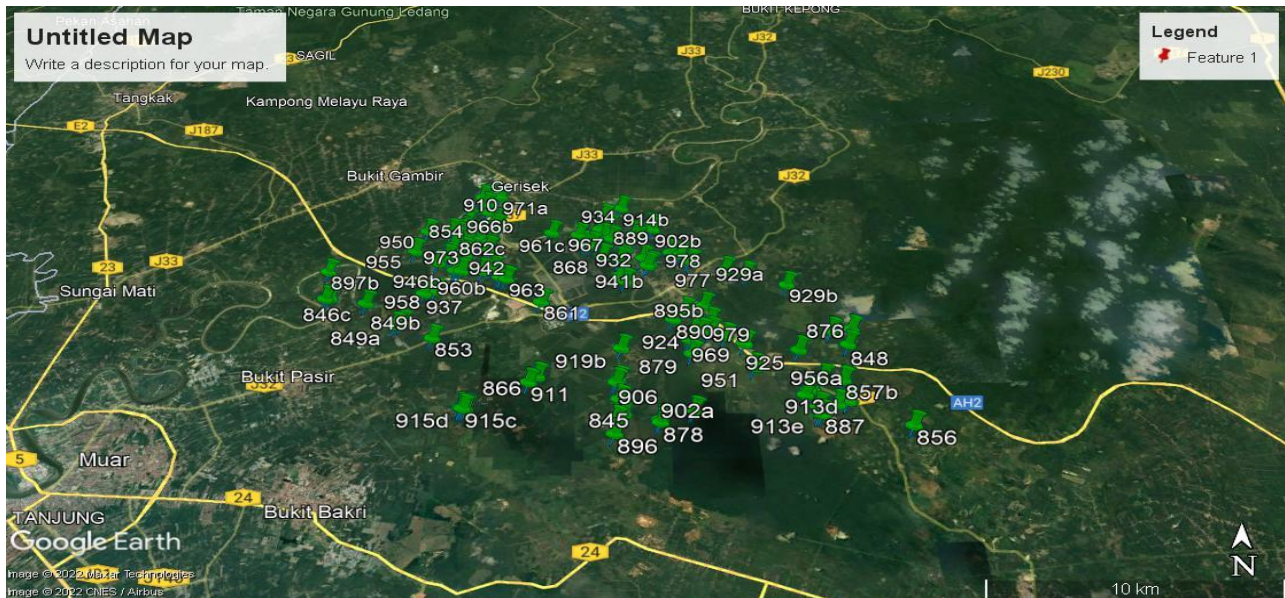 Taman Negara Gunung Ledang
Pekan Asahan
BUKIT KEPONG
Untitled Map
Write a description for your map.
Legend
Feature 1
SAGIL
J33
J32
J230
Tangkak
Kampong Melayu Raya
E2
J187
J33
J32
Bukit Gambir
Gerisek
910
971a
934
914b
854
966b
889
902b
950
862c
961c
967
955
973
942
868
932
978
23
J33
946b
941b
977
929a
Sungai Mati
897b
960b
963
929b
958
937
846c
861
895b
849b
849a
890
979
876
853
924
969
848
919b
879
925
Bukit Pasir
951
956a
866
911
906
857b
915d
915c
845
902a
913d
AH2
878
913e
887
856
896
5
Muar
24
Bukit Bakri
TANJUNG
Google Earth
24
N
Image © 2022 Maxar Technologies
Image © 2022 CNES / Airbus
10 km